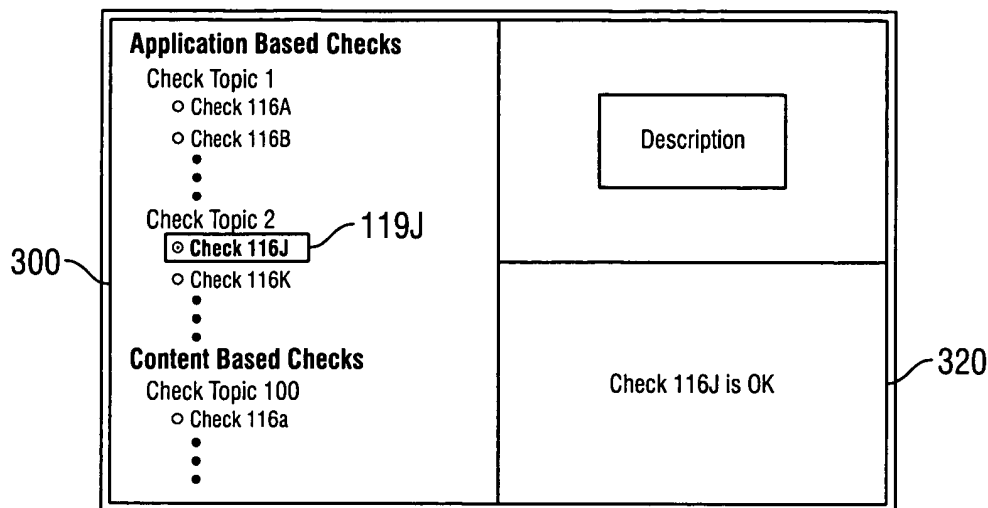 Application Based Checks
Check Topic 1
Check 116A
Check 116B
Check Topic 2
Check 116J
119J
Check 116K
300
Content Based Checks
Check Topic 100
Check 116a
Description
Check 116J is OK
320